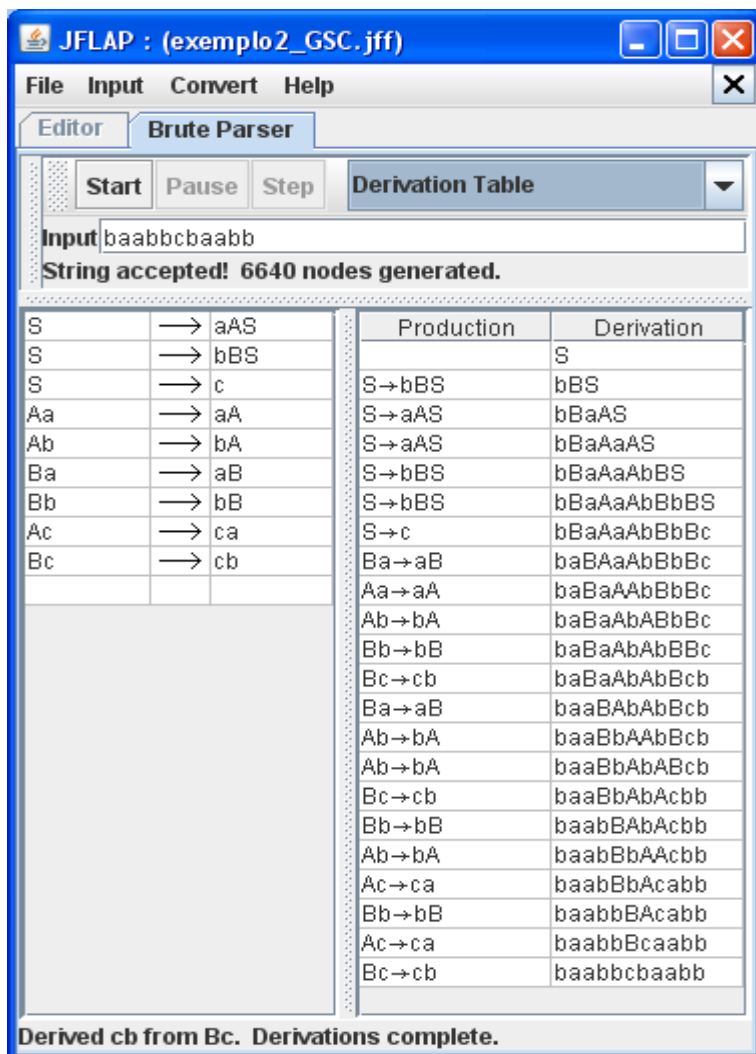 JFLAP : (exemplo2_GSC.jff)
File Input Convert Help
Editor Brute Parser
Start Pause Step Derivation Table
Input baabbcbaabb
String accepted! 6640 nodes generated.
S → aAS
S → bBS
S → c
Aa → aA
Ab → bA
Ba → aB
Bb → bB
Ac → ca
Bc → cb
Production Derivation
S
S→bBS bBS
S→aAS bBaAS
S→aAS bBaAaAS
S→bBS bBaAaAbBS
S→bBS bBaAaAbBbBS
S→c bBaAaAbBbBc
Ba→aB baBAaAbBbBc
Aa→aA baBaAAbBbBc
Ab→bA baBaAbABbBc
Bb→bB baBaAbAbBBc
Bc→cb baBaAbAbBcb
Ba→aB baaBAbAbBcb
Ab→bA baaBbAAbBcb
Ab→bA baaBbAbABcb
Bc→cb baaBbAbAcbb
Bb→bB baabBAbAcbb
Ab→bA baabBbAAcbb
Ac→ca baabBbAcabb
Bb→bB baabbBAcabb
Ac→ca baabbBcaabb
Bc→cb baabbcbaabb
Derived cb from Bc. Derivations complete.